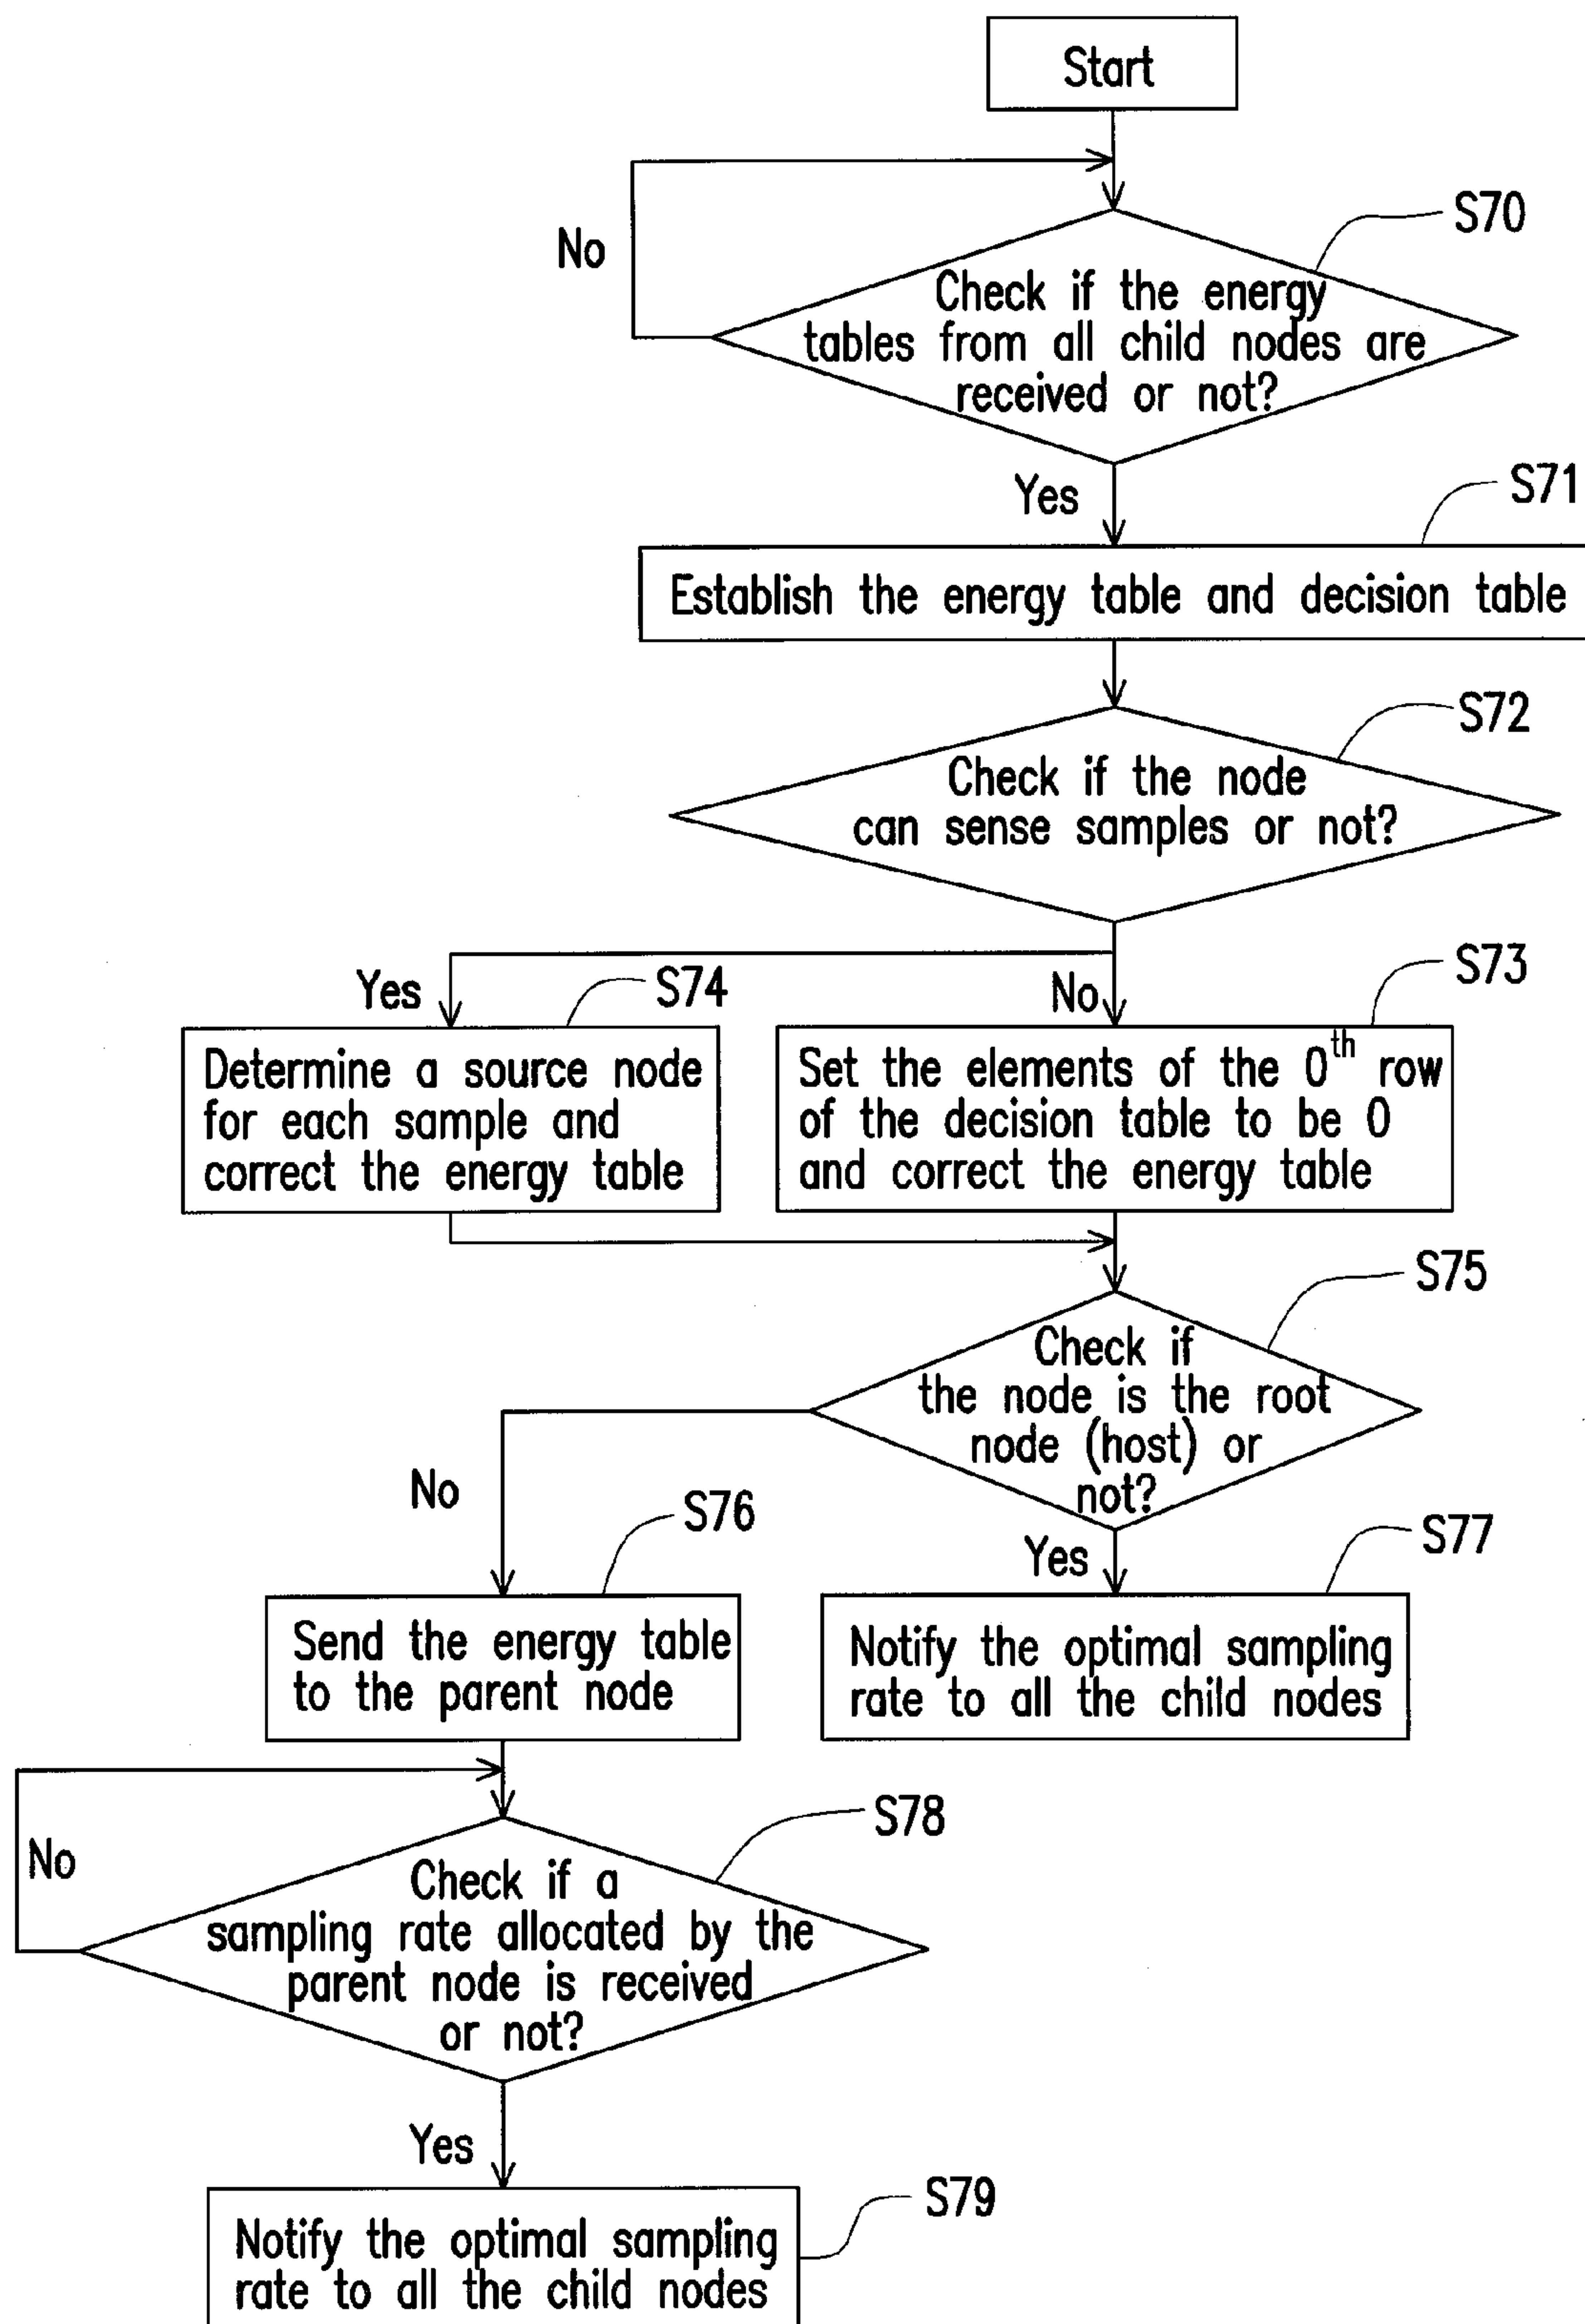 Start
S70
No
Check if the energy
tables from all child nodes are
received or not?
Yes
S71
Establish the energy table and decision table
S72
Check if the node
can sense samples or not?
Yes
S74
No
S73
Determine a source node
for each sample and
correct the energy table
Set the elements of the 0th row
of the decision table to be 0
and correct the energy table
S75
Check if
the node is the root
node (host) or
not?
No
S76
Yes
S77
Send the energy table
to the parent node
Notify the optimal sampling
rate to all the child nodes
S78
No
Check if a
sampling rate allocated by the
parent node is received
or not?
Yes
S79
Notify the optimal sampling
rate to all the child nodes